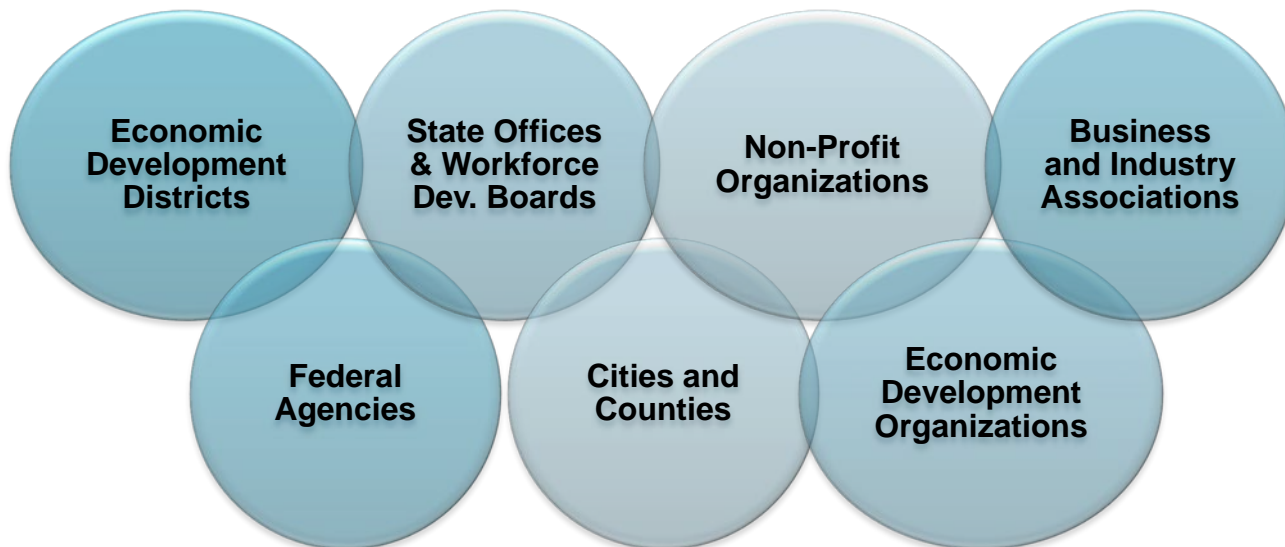 Economic
Development
Districts
State Offices
& Workforce
Dev. Boards
Non-Profit
Organizations
Business
and Industry
Associations
Federal
Agencies
Cities and
Counties
Economic
Development
Organizations